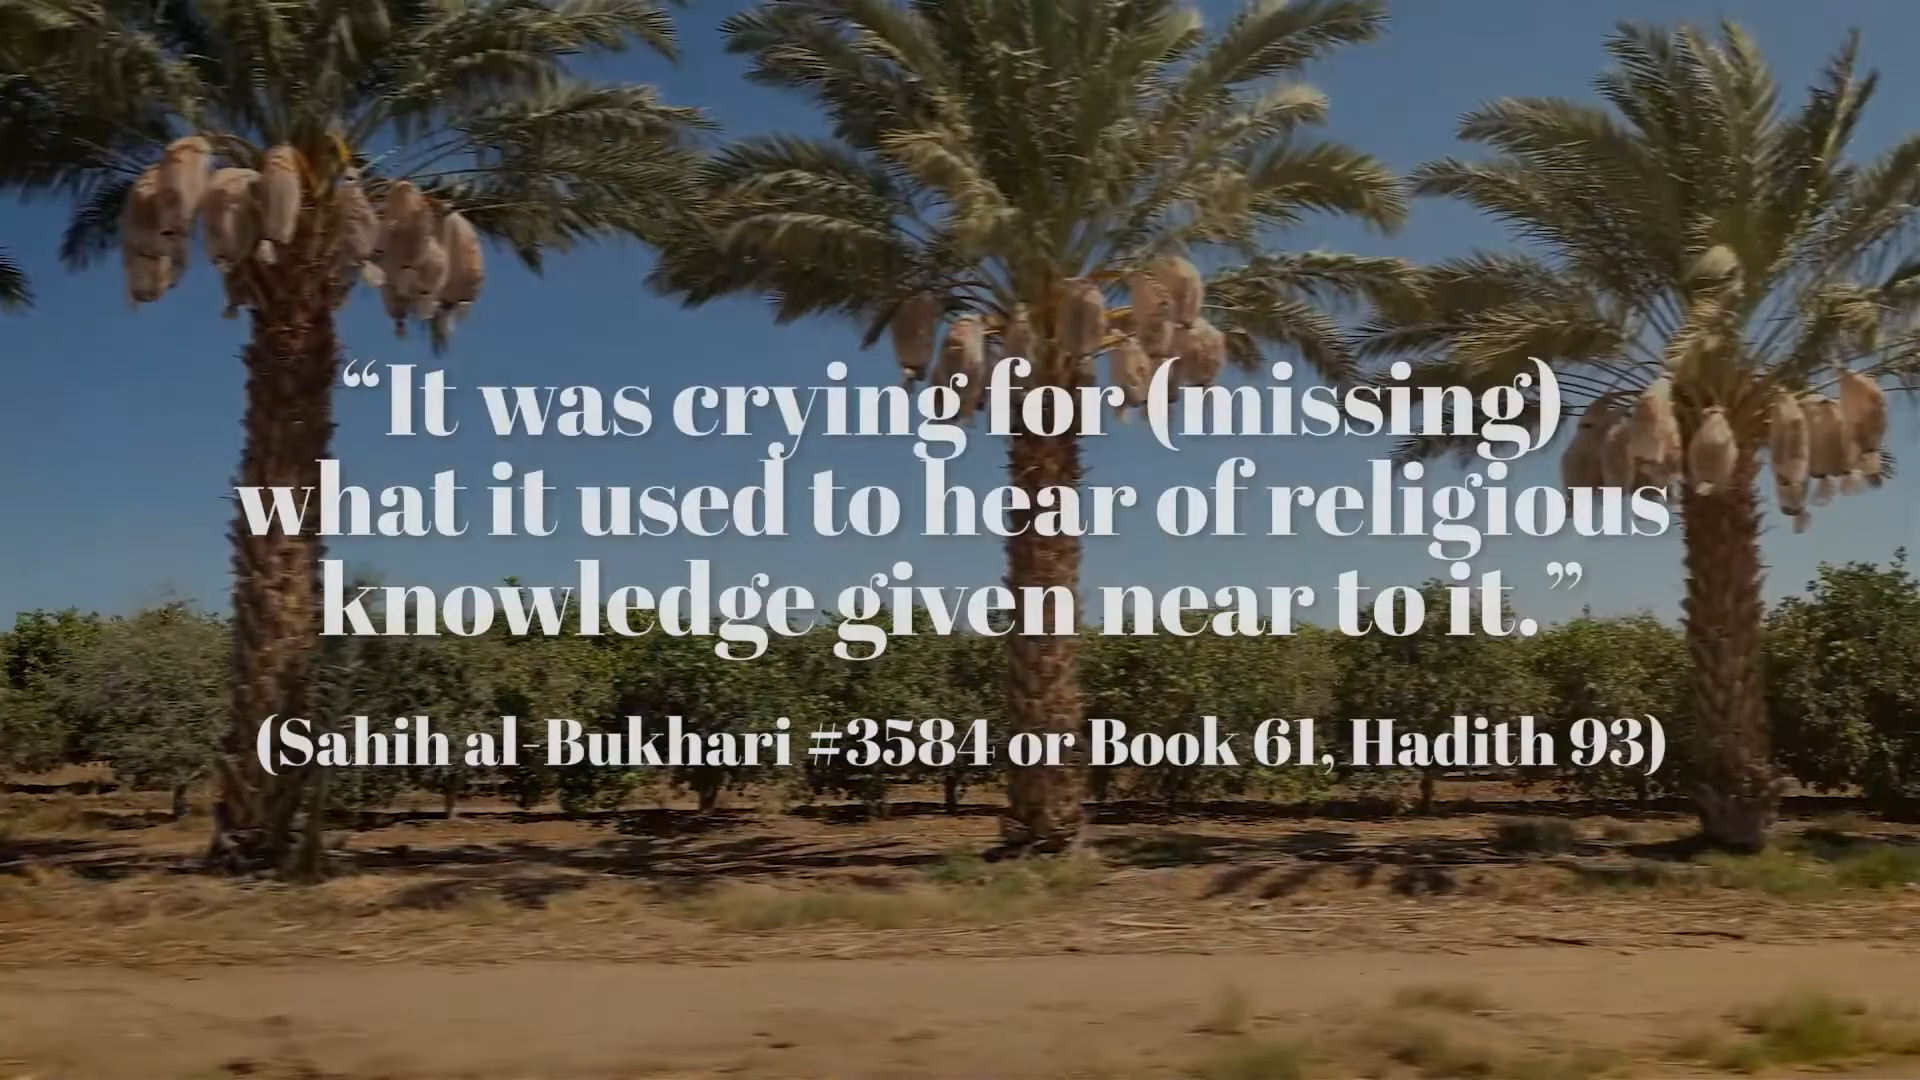 “It was crying for (missing)
what it used to hear of religious
knowledge given near to it.”
(Sahih al-Bukhari #3584 or Book 61, Hadith 93)